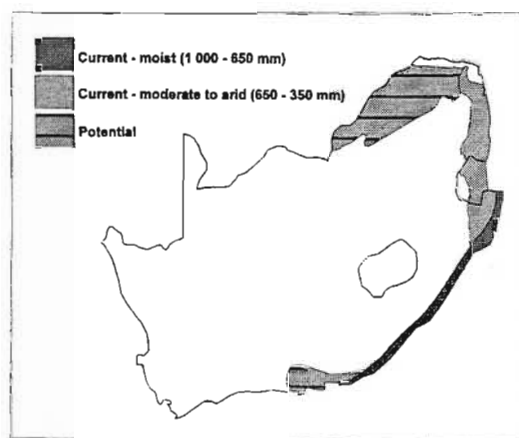 Current - moist (1 000 - 650 mm)
Current - moderate to arid (650 - 350 mm)
Potential